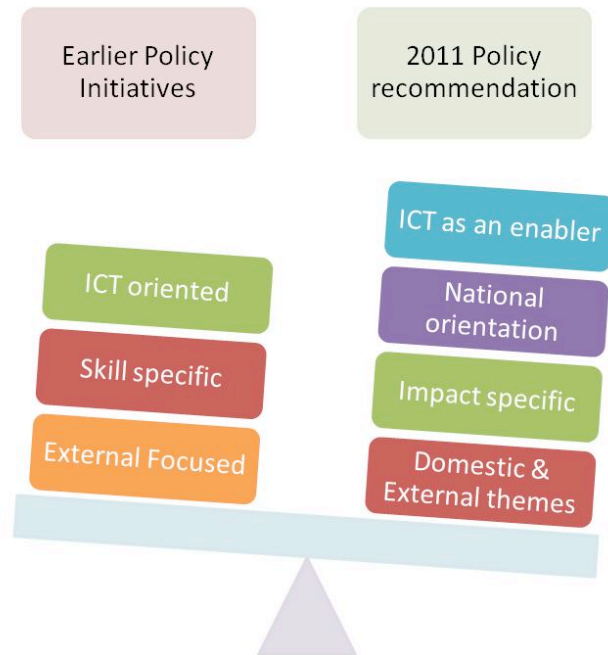 Earlier Policy
Initiatives
2011 Policy
recommendation
ICT oriented
Skill specific
External Focused
ICT as an enabler
National
orientation
Impact specific
Domestic &
External themes